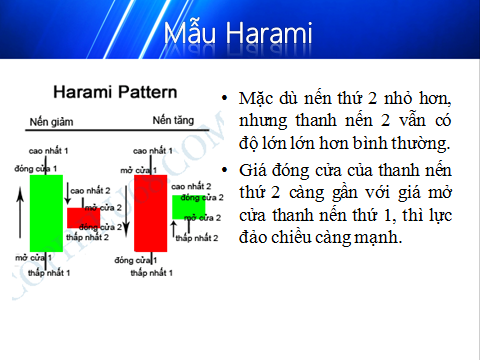 Mẫu Harami
Harami Pattern
Nến giảm
Nến tăng
cao nhất 1
đóng cửa 1
cao nhất 2
mở cửa 2
đóng cửa 2
thấp nhất 2
mở cửa 1
thấp nhất 1
cao nhất 1
mở cửa 1
cao nhất 2
đóng cửa 2
mở cửa 2
thấp nhất 2
đóng cửa 1
thấp nhất 1
• Mặc dù nến thứ 2 nhỏ hơn,
nhưng thanh nến 2 vẫn có
độ lớn lớn hơn bình thường.
• Giá đóng cửa của thanh nến
thứ 2 càng gần với giá mở
cửa thanh nến thứ 1, thì lực
đảo chiều càng mạnh.